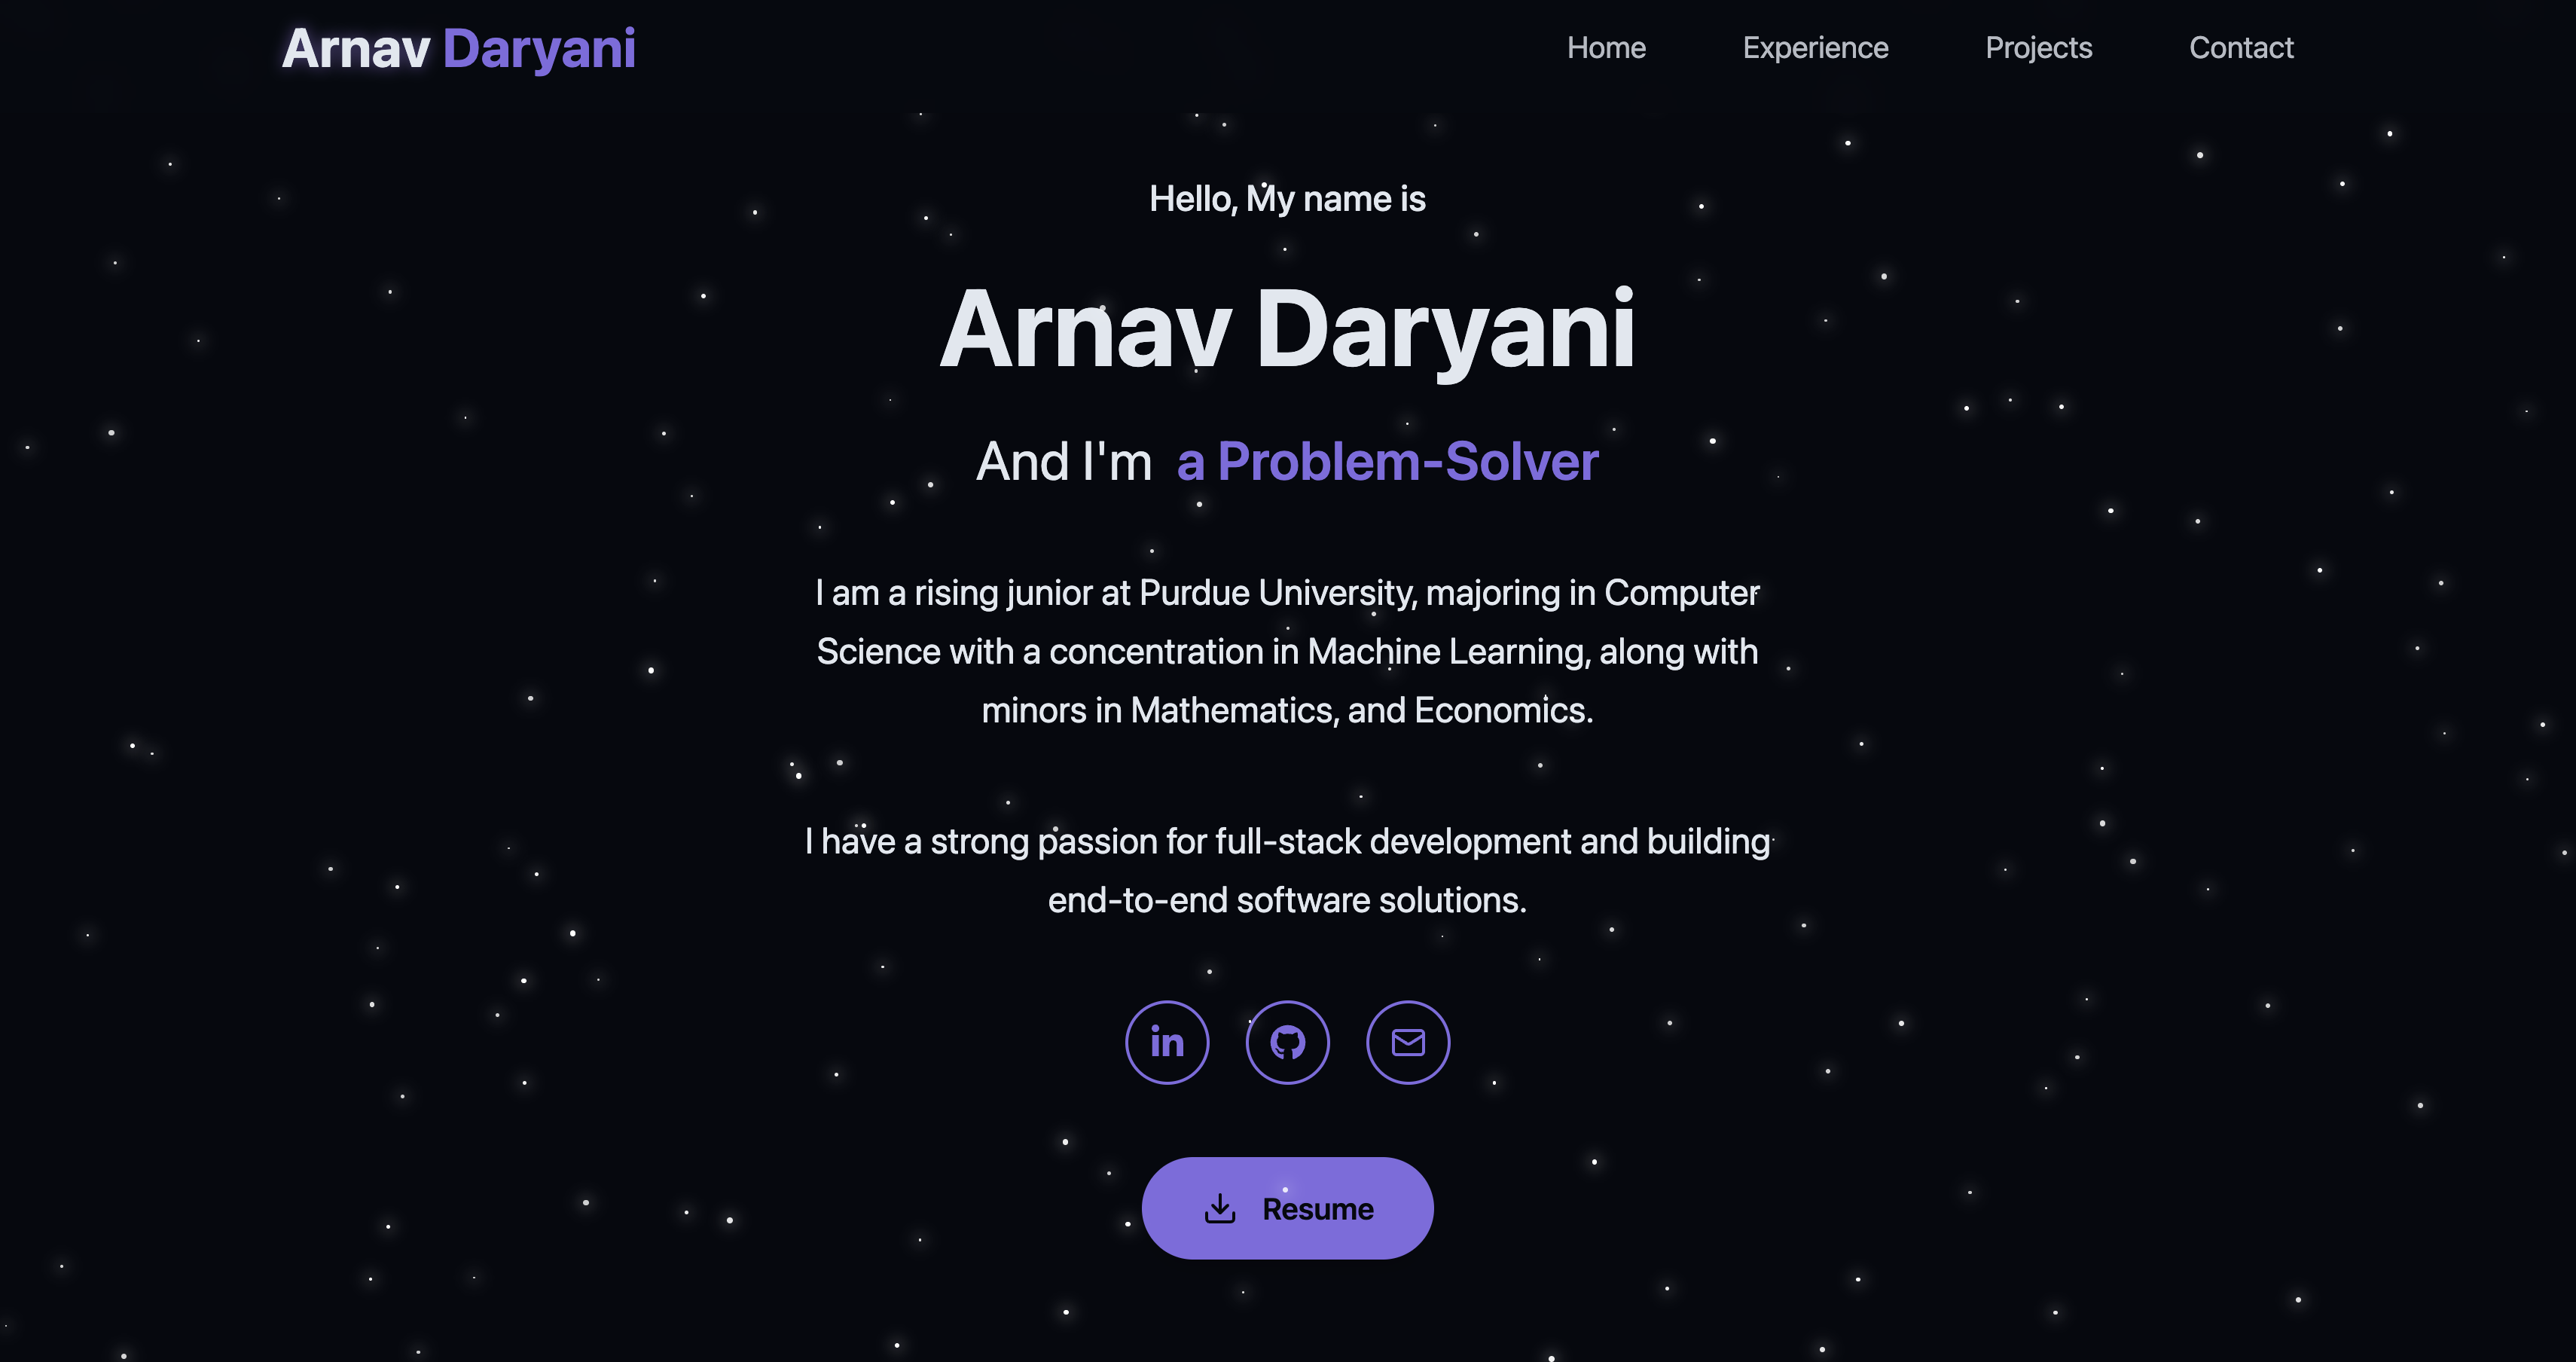 Arnav Daryani
Home Experience Projects Contact
Hello, My name is
Arnav Daryani
And I'm a Problem-Solver
I am a rising junior at Purdue University, majoring in Computer
Science with a concentration in Machine Learning, along with
minors in Mathematics, and Economics.
I have a strong passion for full-stack development and building
end-to-end software solutions.
in
Resume